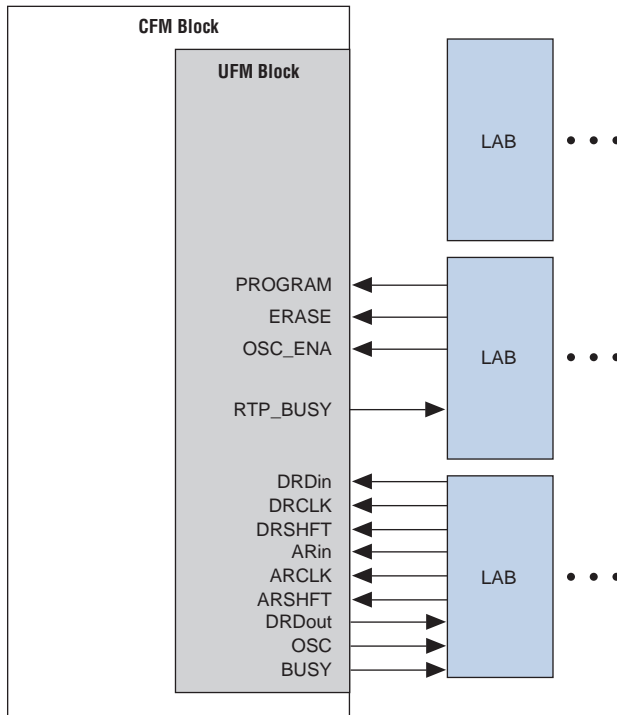 CFM Block
UFM Block
LAB
PROGRAM
ERASE
OSC_ENA
RTP_BUSY
LAB
DRDin
DRCLK
DRSHFT
ARin
ARCLK
ARSHFT
DRDout
OSC
BUSY
LAB